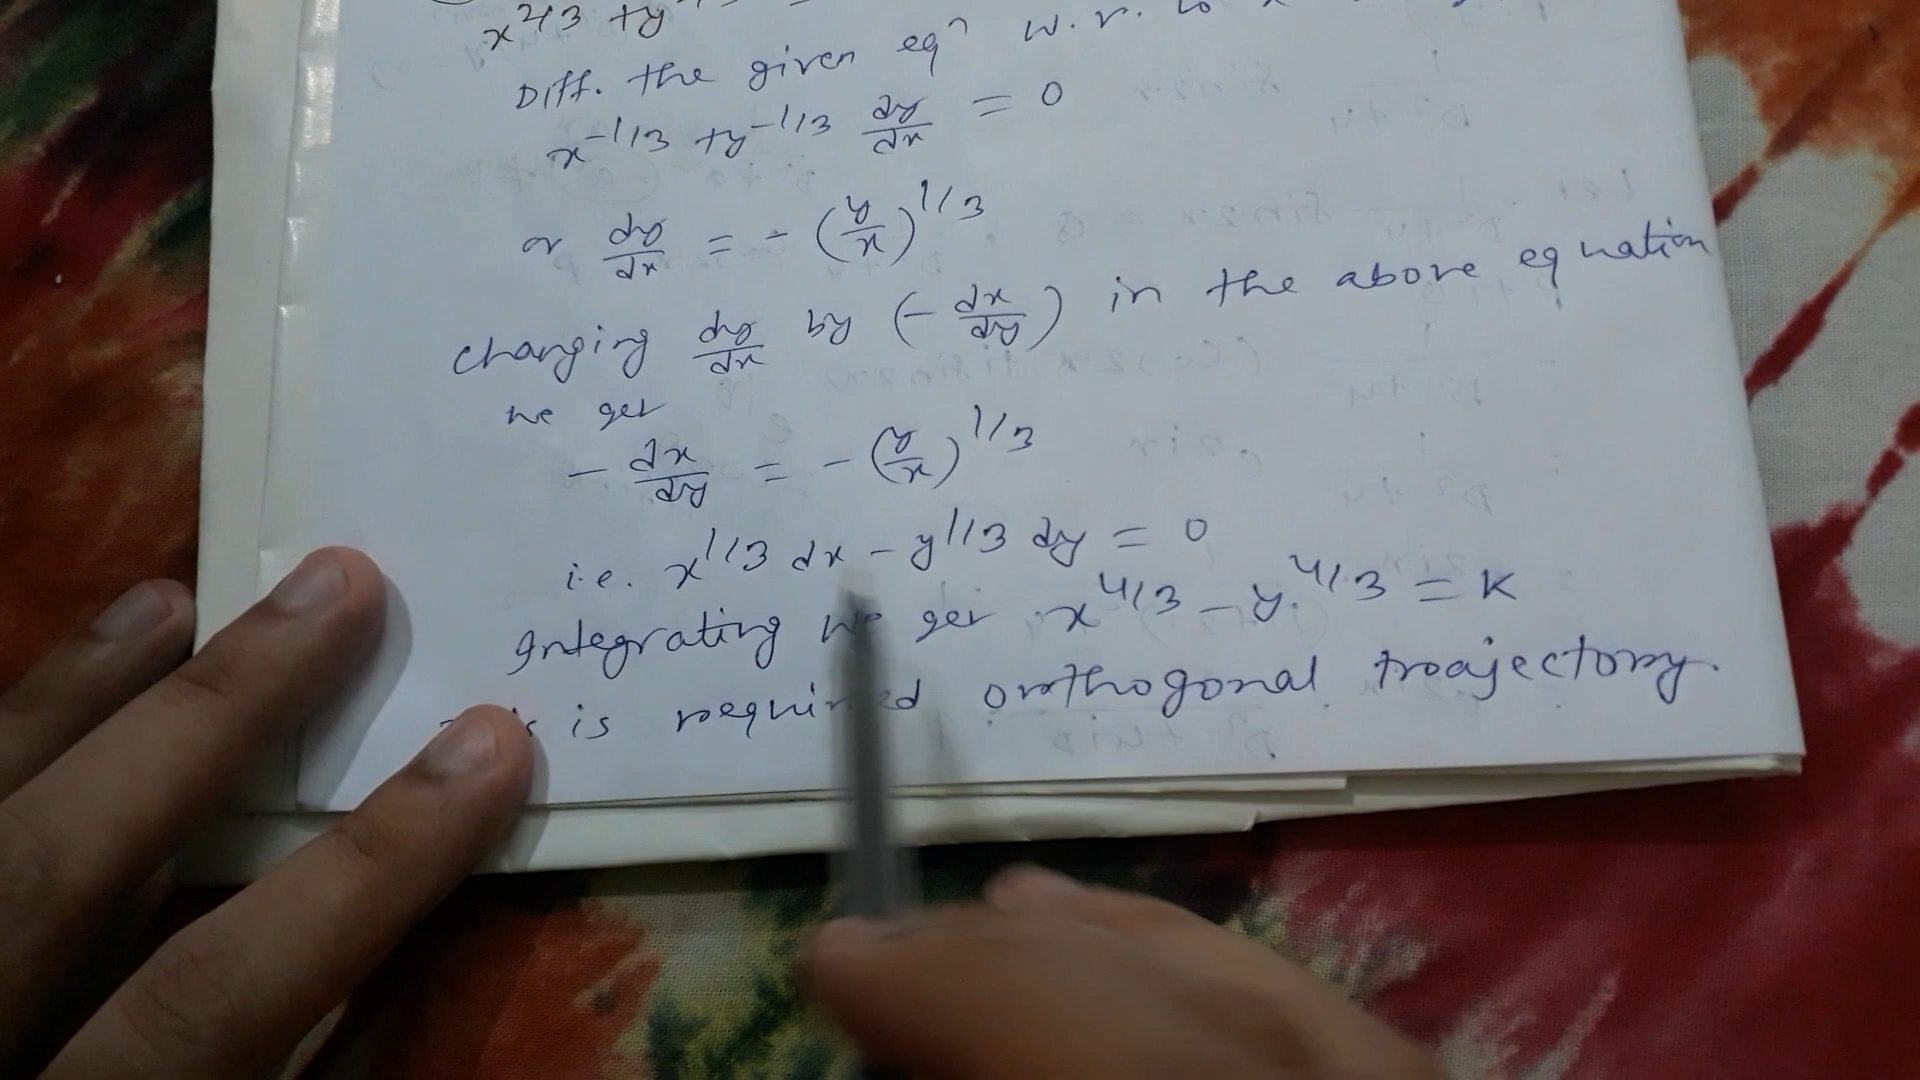 x^2/3 + y
Diff. the given eqn w.r. to x
x^-1/3 + y^-1/3 dy/dx = 0
or dy/dx = - (y/x)^1/3
changing dy/dx by (- dx/dy) in the above equation
we get
- dx/dy = - (y/x)^1/3
i.e. x^1/3 dx - y^1/3 dy = 0
Integrating we get x^4/3 - y^4/3 = K
is required orthogonal trajectory.